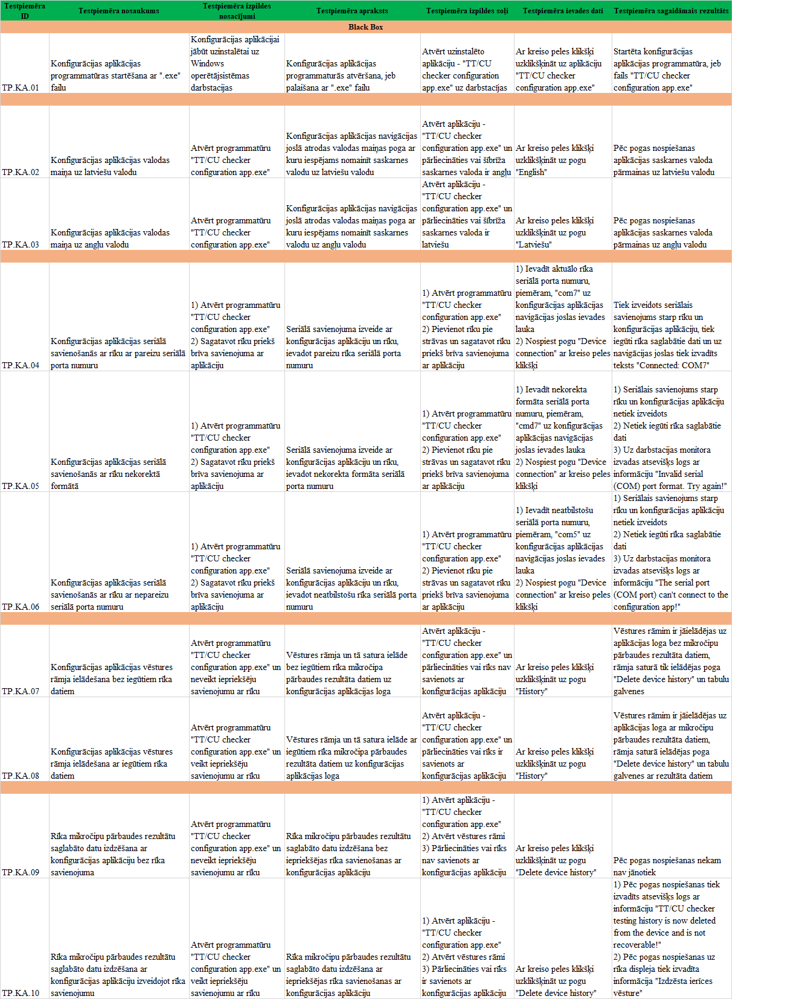 Testpiemēra
ID
Testpiemēra nosaukums
Testpiemēra izpildes
nosacījumi
Testpiemēra apraksts
Testpiemēra izpildes soļi
Testpiemēra ievades dati
Testpiemēra sagaidāmais rezultāts
Black Box
TP.KA.01
Konfigurācijas aplikācijas
programmatūras startēšana ar ".exe"
failu
Konfigurācijas aplikācijai
jābūt uzinstalētai uz
Windows
operētājsistēmas
darbstacijas
Konfigurācijas aplikācijas
programmaturās atvēršana, jeb
palaišana ar ".exe" failu
Atvērt uzinstalēto
aplikāciju - "TT/CU
checker configuration
app.exe" uz darbstacijas
Ar kreiso peles klikšķi
uzklikšķināt uz aplikāciju
"TT/CU checker
configuration app.exe"
Startēta konfigurācijas
aplikācijas programmatūra, jeb
fails "TT/CU checker
configuration app.exe"
TP.KA.02
Konfigurācijas aplikācijas valodas
maiņa uz latviešu valodu
Atvērt programmatūru
"TT/CU checker
configuration app.exe"
Konfigurācijas aplikācijas navigācijas
joslā atrodas valodas maiņas poga ar
kuru iespējams nomainīt saskarnes
valodu uz latviešu valodu
Atvērt aplikāciju -
"TT/CU checker
configuration app.exe" un
pārliecināties vai šībrīža
saskarnes valoda ir angļu
Ar kreiso peles klikšķi
uzklikšķināt uz pogu
"English"
Pēc pogas nospiešanas
aplikācijas saskarnes valoda
pārmainas uz latviešu valodu
TP.KA.03
Konfigurācijas aplikācijas valodas
maiņa uz angļu valodu
Atvērt programmatūru
"TT/CU checker
configuration app.exe"
Konfigurācijas aplikācijas navigācijas
joslā atrodas valodas maiņas poga ar
kuru iespējams nomainīt saskarnes
valodu uz angļu valodu
Atvērt aplikāciju -
"TT/CU checker
configuration app.exe" un
pārliecināties vai šībrīža
saskarnes valoda ir
latviešu
Ar kreiso peles klikšķi
uzklikšķināt uz pogu
"Latviešu"
Pēc pogas nospiešanas
aplikācijas saskarnes valoda
pārmainas uz angļu valodu
TP.KA.04
Konfigurācijas aplikācijas seriālā
savienošanās ar rīku ar pareizu seriālā
porta numuru
1) Atvērt programmatūru
"TT/CU checker
configuration app.exe"
2) Sagatavot rīku priekš
brīva savienojuma ar
aplikāciju
Seriālā savienojuma izveide ar
konfigurācijas aplikāciju un rīku,
ievadot pareizu rīka seriālā porta
numuru
1) Atvērt programmatūru
"TT/CU checker
configuration app.exe"
2) Pievienot rīku pie
strāvas un sagatavot rīku
priekš brīva savienojuma
ar aplikāciju
1) Ievadīt aktuālo rīka
seriālā porta numuru,
piemēram, "com7" uz
konfigurācijas aplikācijas
navigācijas joslas ievades
lauka
2) Nospiest pogu "Device
connection" ar kreiso peles
klikšķi
Tiek izveidots seriālais
savienojums starp rīku un
konfigurācijas aplikāciju, tiek
iegūti rīka saglabātie dati un uz
navigācijas joslas tiek izvadīts
teksts "Connected: COM7"
TP.KA.05
Konfigurācijas aplikācijas seriālā
savienošanās ar rīku nekorektā
formātā
1) Atvērt programmatūru
"TT/CU checker
configuration app.exe"
2) Sagatavot rīku priekš
brīva savienojuma ar
aplikāciju
Seriālā savienojuma izveide ar
konfigurācijas aplikāciju un rīku,
ievadot nekorekta formāta seriālā
porta numuru
1) Atvērt programmatūru
"TT/CU checker
configuration app.exe"
2) Pievienot rīku pie
strāvas un sagatavot rīku
priekš brīva savienojuma
ar aplikāciju
1) Ievadīt nekorekta
formāta seriālā porta
numuru, piemēram,
"cmd7" uz konfigurācijas
aplikācijas navigācijas
joslas ievades lauka
2) Nospiest pogu "Device
connection" ar kreiso peles
klikšķi
1) Seriālais savienojums starp
rīku un konfigurācijas aplikāciju
netiek izveidots
2) Netiek iegūti rīka saglabātie
dati
3) Uz darbstacijas monitora
izvadas atsevišķs logs ar
informāciju "Invalid serial
(COM) port format. Try again!"
TP.KA.06
Konfigurācijas aplikācijas seriālā
savienošanās ar rīku ar nepareizu
seriālā porta numuru
1) Atvērt programmatūru
"TT/CU checker
configuration app.exe"
2) Sagatavot rīku priekš
brīva savienojuma ar
aplikāciju
Seriālā savienojuma izveide ar
konfigurācijas aplikāciju un rīku,
ievadot neatbilstošu rīka seriālā porta
numuru
1) Atvērt programmatūru
"TT/CU checker
configuration app.exe"
2) Pievienot rīku pie
strāvas un sagatavot rīku
priekš brīva savienojuma
ar aplikāciju
1) Ievadīt neatbilstošu
seriālā porta numuru,
piemēram, "com5" uz
konfigurācijas aplikācijas
navigācijas joslas ievades
lauka
2) Nospiest pogu "Device
connection" ar kreiso peles
klikšķi
1) Seriālais savienojums starp
rīku un konfigurācijas aplikāciju
netiek izveidots
2) Netiek iegūti rīka saglabātie
dati
3) Uz darbstacijas monitora
izvadas atsevišķs logs ar
informāciju "The serial port
(COM port) can't connect to the
configuration app!"
TP.KA.07
Konfigurācijas aplikācijas vēstures
rāmja ielādešana bez iegūtiem rīka
datiem
Atvērt programmatūru
"TT/CU checker
configuration app.exe" un
neveikt iepriekšēju
savienojumu ar rīku
Vēstures rāmja un tā satura ielāde
bez iegūtiem rīka mikročipa
pārbaudes rezultāta datiem uz
konfigurācijas aplikācijas loga
Atvērt aplikāciju -
"TT/CU checker
configuration app.exe" un
pārliecināties vai rīks nav
savienots ar
konfigurācijas aplikāciju
Ar kreiso peles klikšķi
uzklikšķināt uz pogu
"History"
Vēstures rāmim ir jāielādējas uz
aplikācijas loga bez mikročipu
pārbaudes rezultāta datiem,
rāmja saturā tik ielādējas poga
"Delete device history" un tabulu
galvenes
TP.KA.08
Konfigurācijas aplikācijas vēstures
rāmja ielādešana ar iegūtiem rīka
datiem
Atvērt programmatūru
"TT/CU checker
configuration app.exe" un
veikt iepriekšēju
savienojumu ar rīku
Vēstures rāmja un tā satura ielāde ar
iegūtiem rīka mikročipa pārbaudes
rezultāta datiem uz konfigurācijas
aplikācijas loga
Atvērt aplikāciju -
"TT/CU checker
configuration app.exe" un
pārliecināties vai rīks ir
savienots ar
konfigurācijas aplikāciju
Ar kreiso peles klikšķi
uzklikšķināt uz pogu
"History"
Vēstures rāmim ir jāielādējas uz
aplikācijas loga ar mikročipu
pārbaudes rezultāta datiem,
rāmja saturā ielādējas poga
"Delete device history" un tabulu
galvenes ar rezultāta datiem
TP.KA.09
Rīka mikročipu pārbaudes rezultātu
saglabāto datu izdzēšana ar
konfigurācijas aplikāciju bez rīka
savienojuma
Atvērt programmatūru
"TT/CU checker
configuration app.exe" un
neveikt iepriekšēju
savienojumu ar rīku
Rīka mikročipu pārbaudes rezultātu
saglabāto datu izdzēšana bez
iepriekšējas rīka savienošanas ar
konfigurācijas aplikāciju
1) Atvērt aplikāciju -
"TT/CU checker
configuration app.exe"
2) Atvērt vēstures rāmi
3) Pārliecināties vai rīks
nav savienots ar
konfigurācijas aplikāciju
Ar kreiso peles klikšķi
uzklikšķināt uz pogu
"Delete device history"
Pēc pogas nospiešanas nekam
nav jānotiek
TP.KA.10
Rīka mikročipu pārbaudes rezultātu
saglabāto datu izdzēšana ar
konfigurācijas aplikāciju izveidojot rīka
savienojumu
Atvērt programmatūru
"TT/CU checker
configuration app.exe" un
veikt iepriekšēju
savienojumu ar rīku
Rīka mikročipu pārbaudes rezultātu
saglabāto datu izdzēšana ar
iepriekšējas rīka savienošanas ar
konfigurācijas aplikāciju
1) Atvērt aplikāciju -
"TT/CU checker
configuration app.exe"
2) Atvērt vēstures rāmi
3) Pārliecināties vai rīks
ir savienots ar
konfigurācijas aplikāciju
Ar kreiso peles klikšķi
uzklikšķināt uz pogu
"Delete device history"
1) Pēc pogas nospiešanas tiek
izvadīts atsevišķs logs ar
informāciju "TT/CU checker
testing history is now deleted
from the device and is not
recoverable!"
2) Pēc pogas nospiešanas uz
rīka displeja tiek izvadīta
informācija "Izdzēsta ierīces
vēsture"